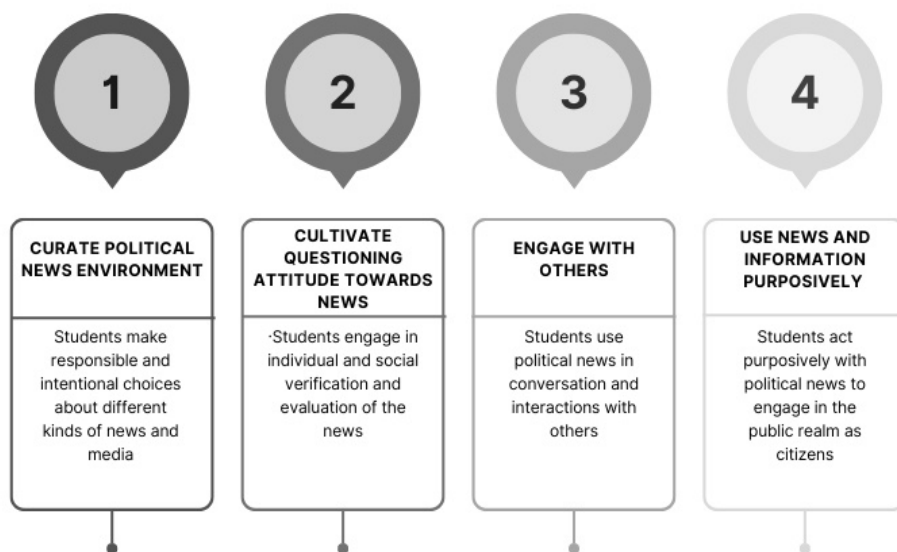 1
2
3
4
CURATE POLITICAL
NEWS ENVIRONMENT
Students make
responsible and
intentional choices
about different
kinds of news and
media
CULTIVATE
QUESTIONING
ATTITUDE TOWARDS
NEWS
·Students engage in
individual and social
verification and
evaluation of the
news
ENGAGE WITH
OTHERS
Students use
political news in
conversation and
interactions with
others
USE NEWS AND
INFORMATION
PURPOSIVELY
Students act
purposively with
political news to
engage in the
public realm as
citizens